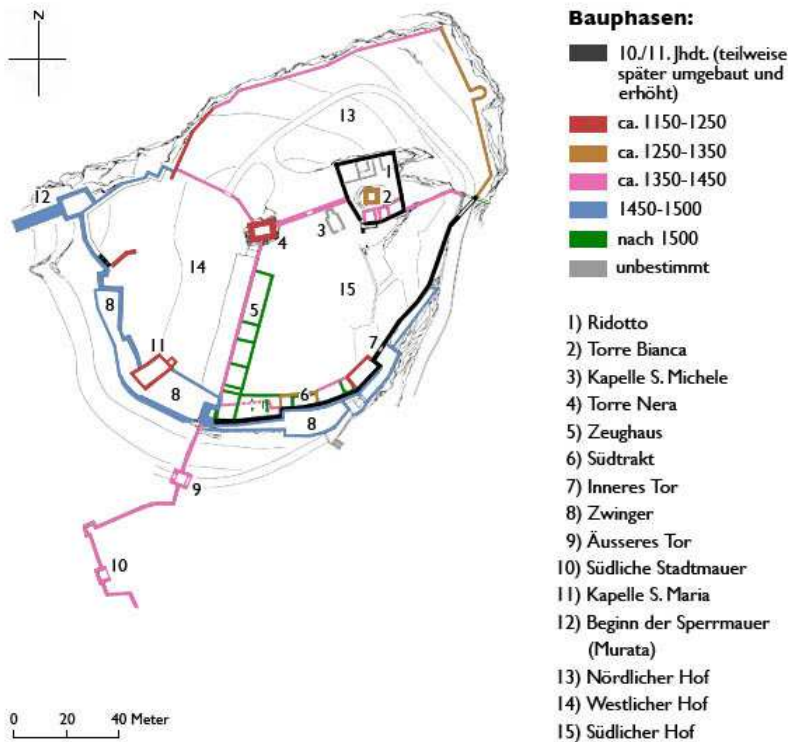 N
13
1
12
2
3
4
14
15
5
8
11
7
8
6
8
9
10
0 20 40 Meter
Bauphasen:
10./11. Jhdt. (teilweise
später umgebaut und
erhöht)
ca. 1150-1250
ca. 1250-1350
ca. 1350-1450
1450-1500
nach 1500
unbestimmt
1) Ridotto
2) Torre Bianca
3) Kapelle S. Michele
4) Torre Nera
5) Zeughaus
6) Südtrakt
7) Inneres Tor
8) Zwinger
9) Äusseres Tor
10) Südliche Stadtmauer
11) Kapelle S. Maria
12) Beginn der Sperrmauer
(Murata)
13) Nördlicher Hof
14) Westlicher Hof
15) Südlicher Hof